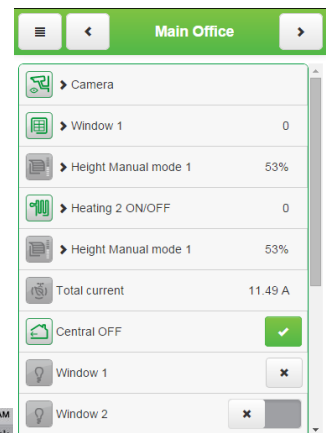 Main Office
Camera
Window 1 0
Height Manual mode 1 53%
Heating 2 ON/OFF 0
Height Manual mode 1 53%
Total current 11.49 A
Central OFF
Window 1
Window 2
AM